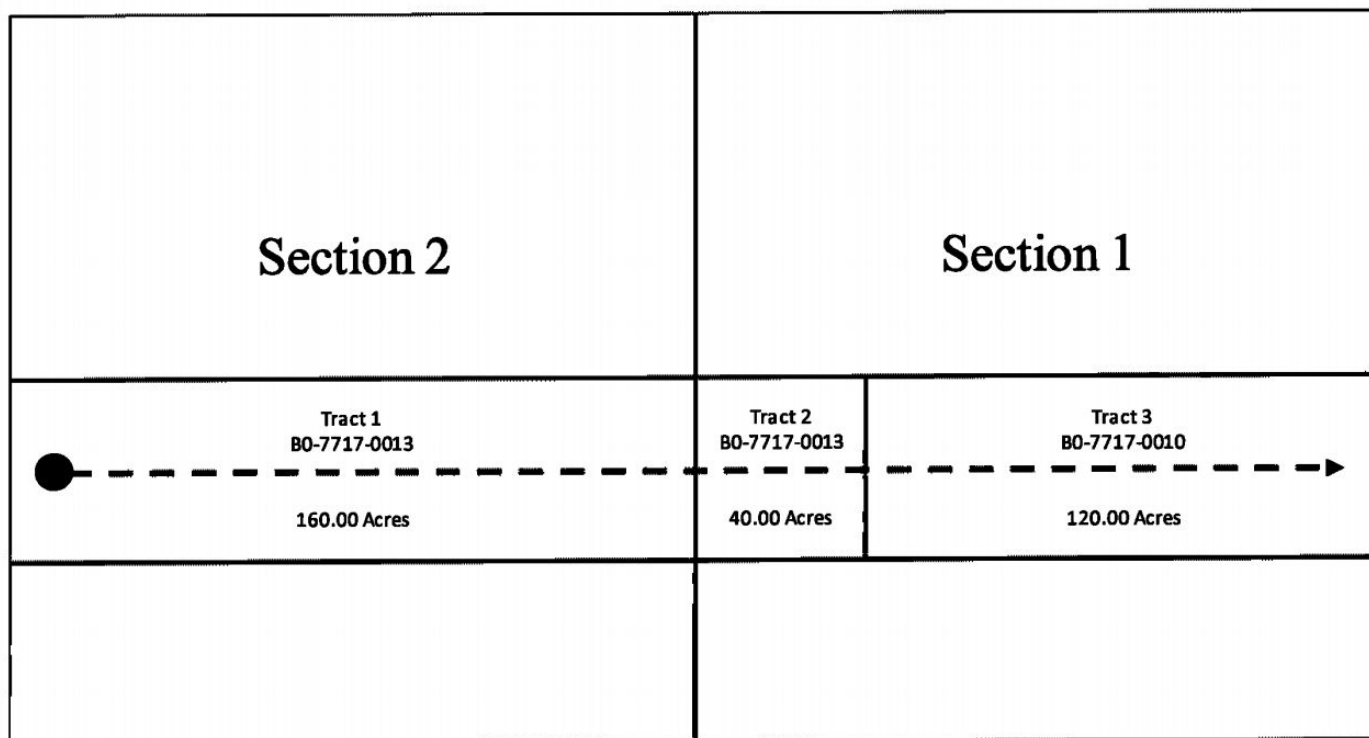 Section 2
Section 1
Tract 1
B0-7717-0013
160.00 Acres
Tract 2
B0-7717-0013
40.00 Acres
Tract 3
B0-7717-0010
120.00 Acres